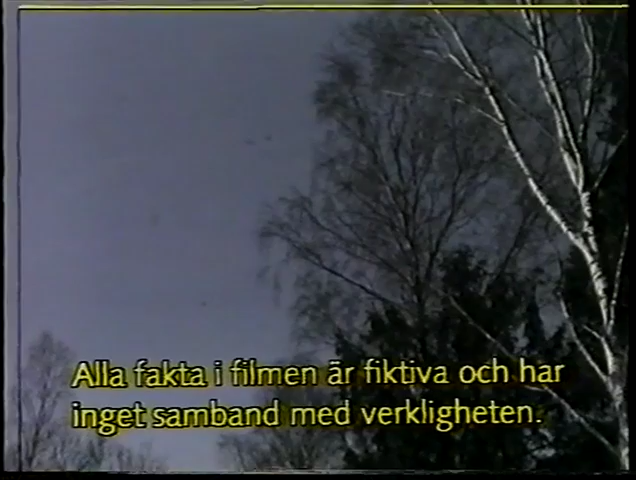 Alla fakta i filmen är fiktiva och har
inget samband med verkligheten.